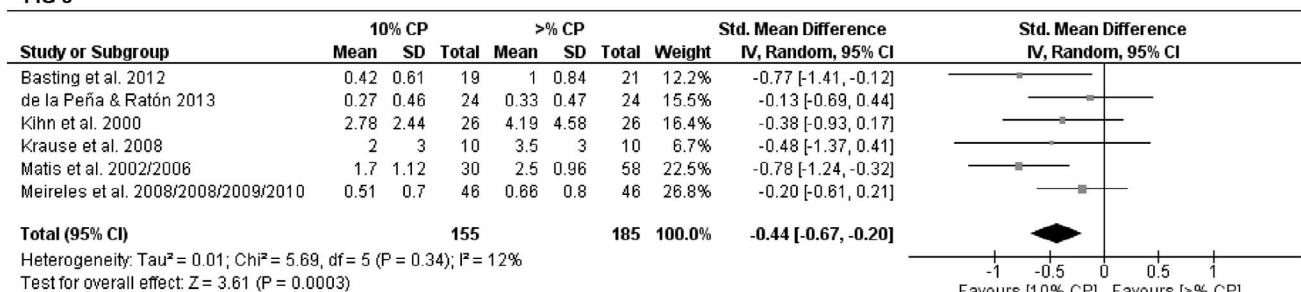 10% CP >% CP Std. Mean Difference Std. Mean Difference
Study or Subgroup Mean SD Total Mean SD Total Weight IV, Random, 95% CI IV, Random, 95% CI
Basting et al. 2012 0.42 0.61 19 1 0.84 21 12.2% -0.77 [-1.41, -0.12]
de la Peña & Ratón 2013 0.27 0.46 24 0.33 0.47 24 15.5% -0.13 [-0.69, 0.44]
Kihn et al. 2000 2.78 2.44 26 4.19 4.58 26 16.4% -0.38 [-0.93, 0.17]
Krause et al. 2008 2 3 10 3.5 3 10 6.7% -0.48 [-1.37, 0.41]
Matis et al. 2002/2006 1.7 1.12 30 2.5 0.96 58 22.5% -0.78 [-1.24, -0.32]
Meireles et al. 2008/2008/2009/2010 0.51 0.7 46 0.66 0.8 46 26.8% -0.20 [-0.61, 0.21]
Total (95% CI) 155 185 100.0% -0.44 [-0.67, -0.20]
Heterogeneity: Tau² = 0.01; Chi² = 5.69, df = 5 (P = 0.34); I² = 12%
Test for overall effect: Z = 3.61 (P = 0.0003)
-1 -0.5 0 0.5 1
Favours [10% CP] Favours [>% CP]